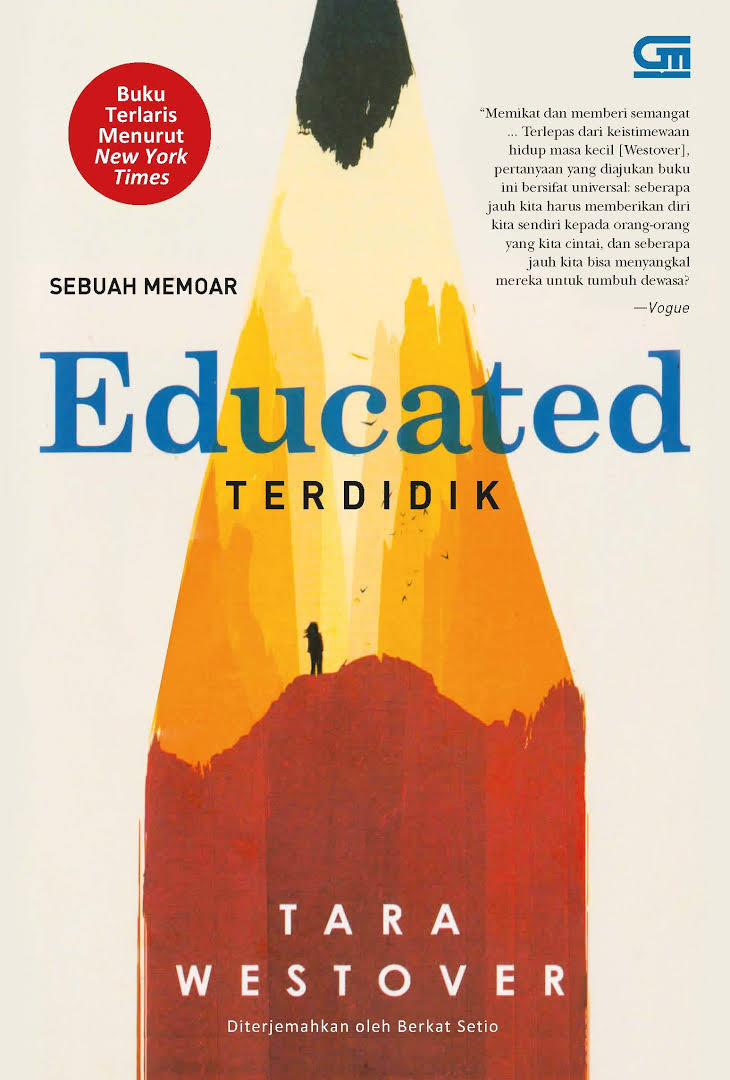 Buku
Terlaris
Menurut
New York
Times
GM
“Memikat dan memberi semangat
... Terlepas dari keistimewaan
hidup masa kecil [Westover],
pertanyaan yang diajukan buku
ini bersifat universal: seberapa
jauh kita harus memberikan diri
kita sendiri kepada orang-orang
yang kita cintai, dan seberapa
jauh kita bisa menyangkal
mereka untuk tumbuh dewasa?
—Vogue
SEBUAH MEMOAR
Educated
TERDIDIK
TARA
WESTOVER
Diterjemahkan oleh Berkat Setio